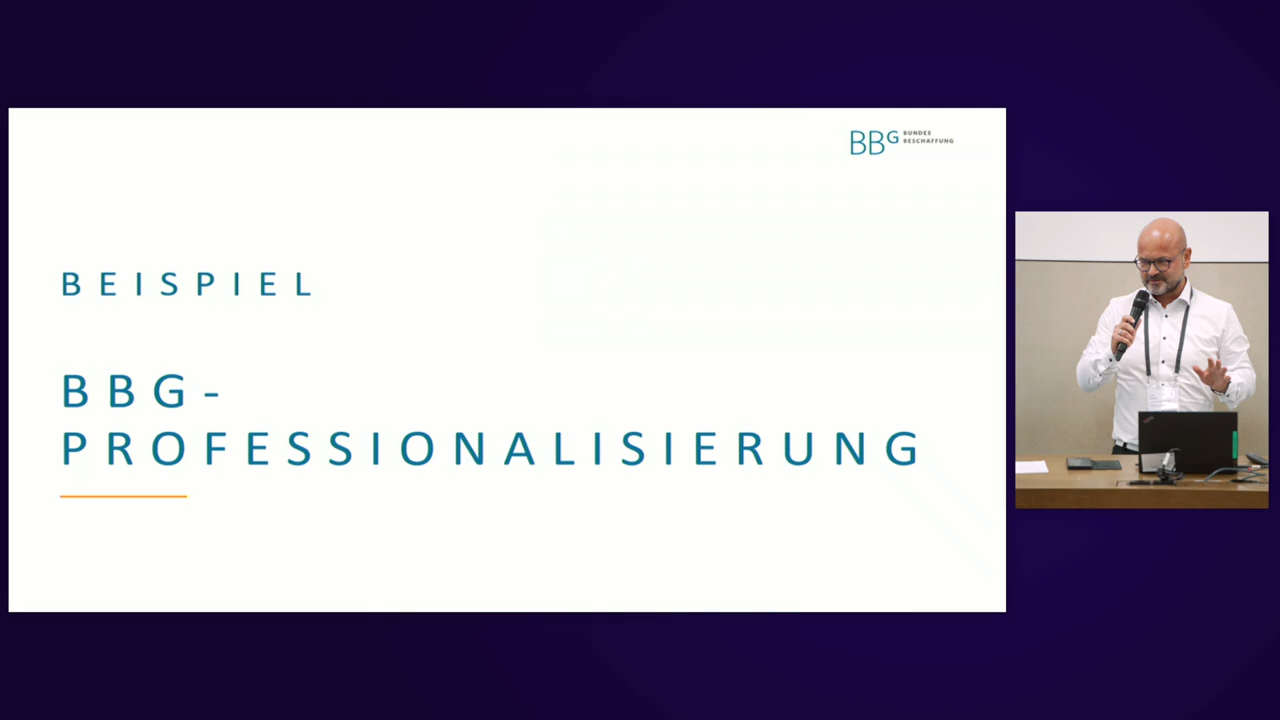 BBG BUNDES
BESCHAFFUNG
BEISPIEL
BBG-
PROFESSIONALISIERUNG